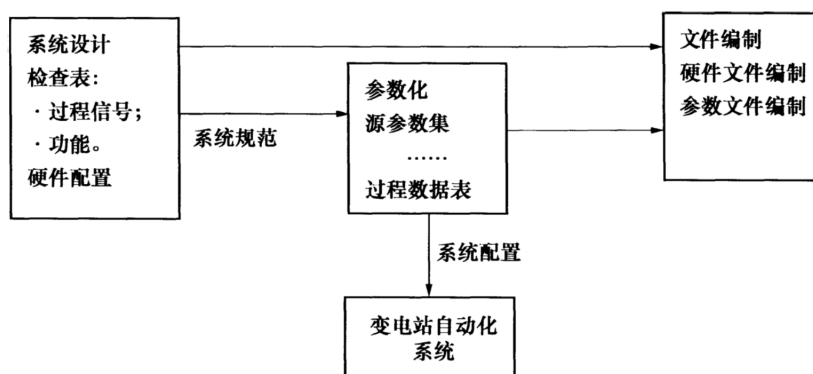 系统设计
检查表:
·过程信号;
·功能。
硬件配置
系统规范
参数化
源参数集
……
过程数据表
文件编制
硬件文件编制
参数文件编制
系统配置
变电站自动化
系统